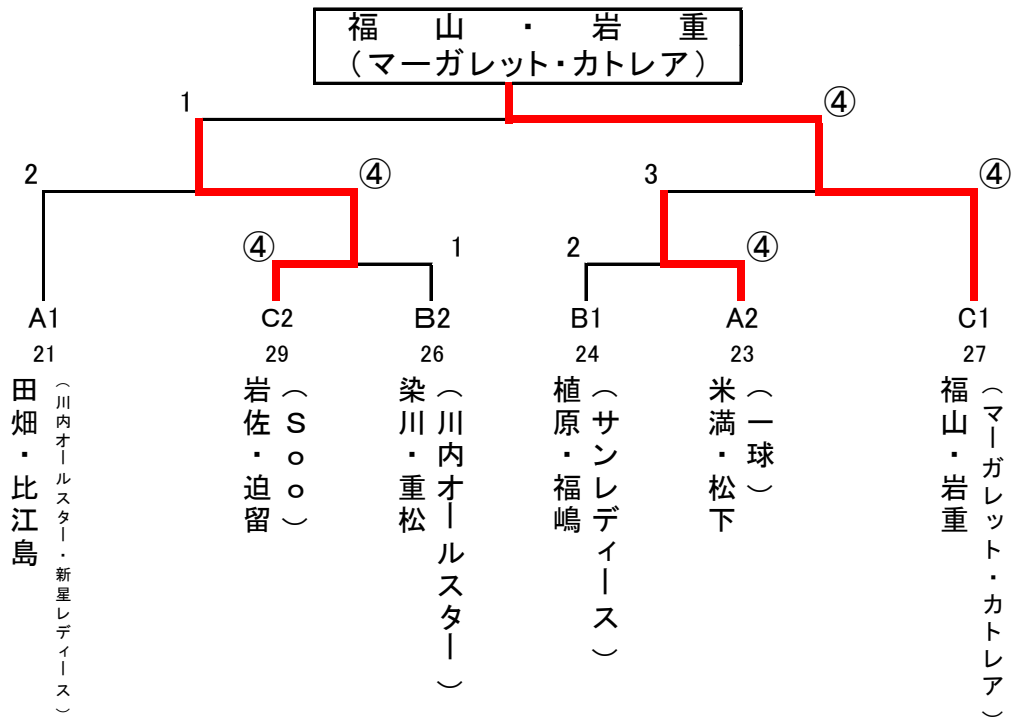 福山・岩重
(マーガレット・カトレア)
1
④
2
④
3
④
④
1
2
④
A1
C2
B2
B1
A2
C1
21
29
26
24
23
27
田畑・比江島
(川内オールスター・新星レディース)
岩佐・迫留
(Soo)
染川・重松
(川内オールスター)
植原・福嶋
(サンレディース)
米満・松下
(一球)
福山・岩重
(マーガレット・カトレア)